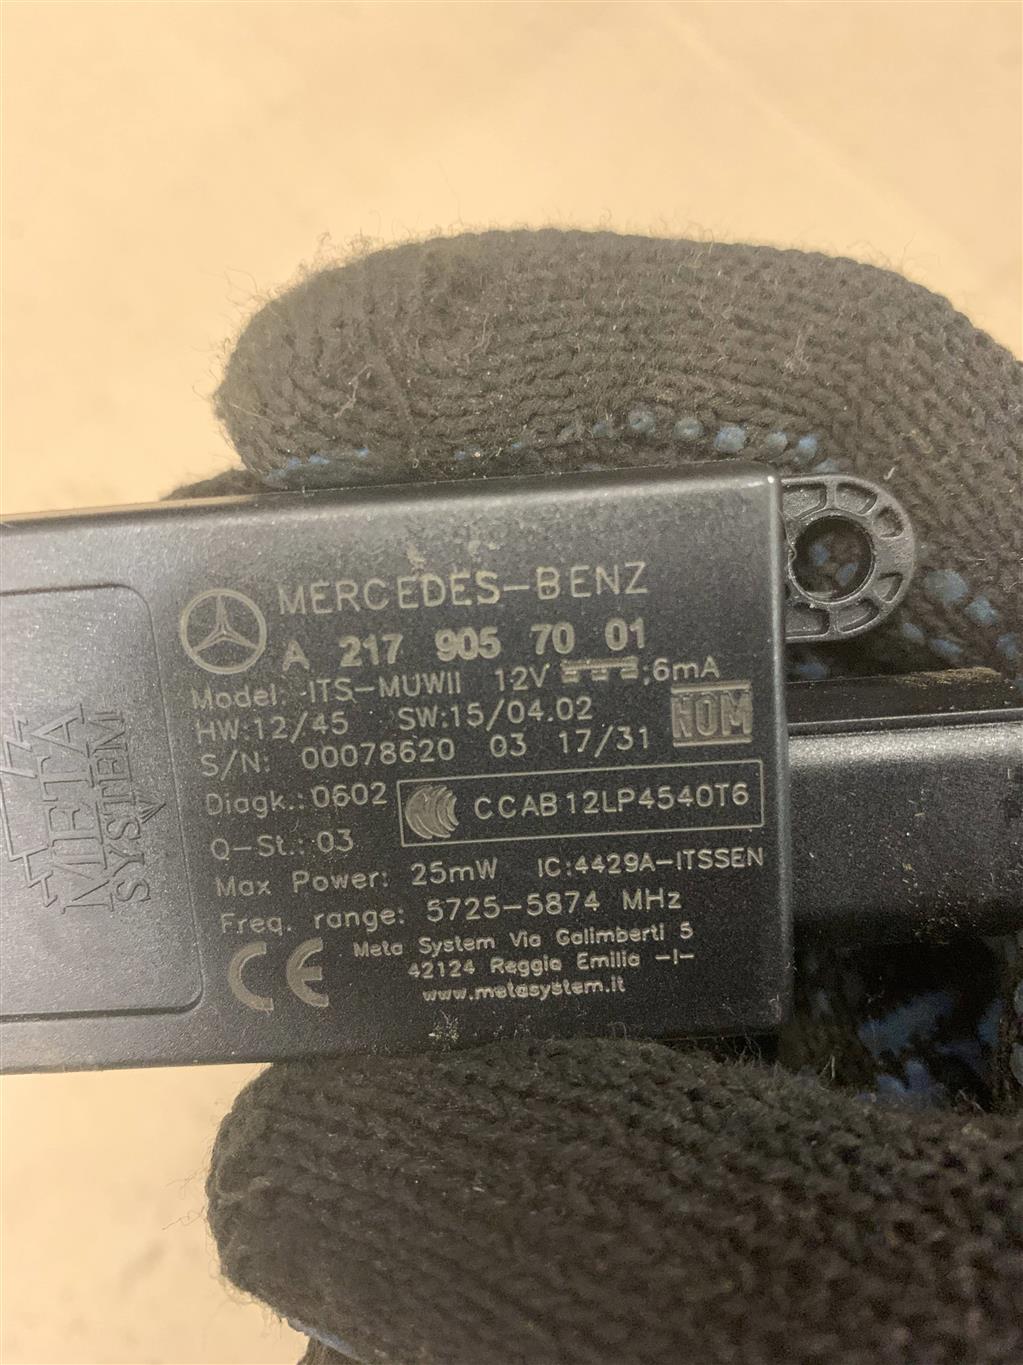 MERCEDES-BENZ
A 217 905 70 01
Model: ITS-MUWII 12V ;6mA
HW:12/45 SW:15/04.02
NOM
S/N: 00078620 03 17/31
Diagk.:0602
CCAB12LP4540T6
Q-St.:03
Max Power: 25mW IC:4429A-ITSSEN
Freq. range: 5725-5874 MHz
CE
Meta System Via Galimberti 5
42124 Reggio Emilia -I-
www.metasystem.it
META
SYSTEM